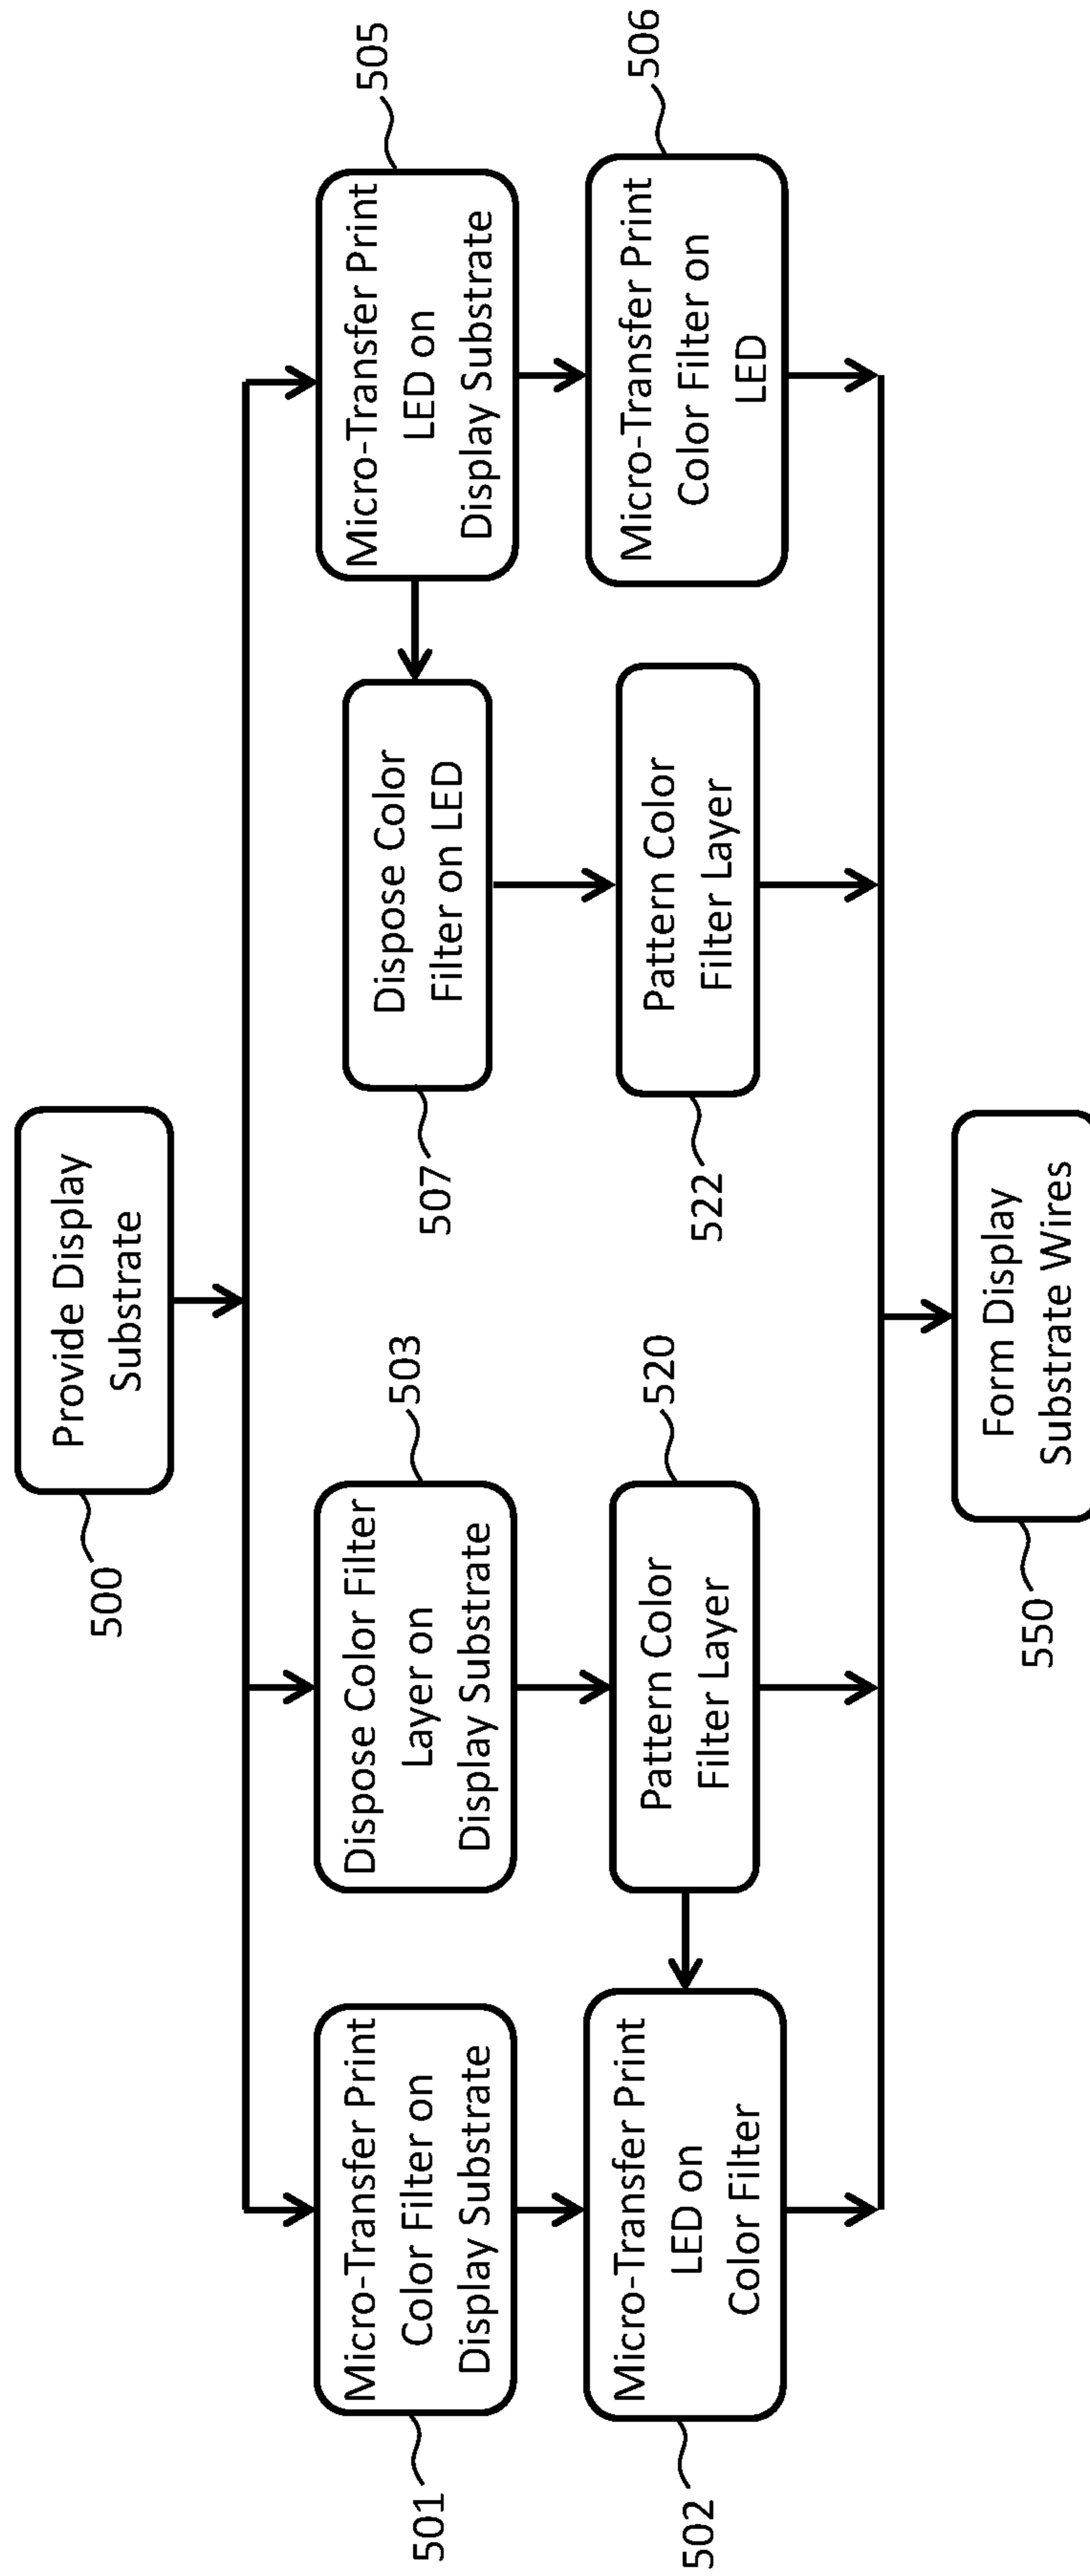 500
Provide Display
Substrate
501
Micro-Transfer Print
Color Filter on
Display Substrate
503
Dispose Color Filter
Layer on
Display Substrate
507
Dispose Color
Filter on LED
505
Micro-Transfer Print
LED on
Display Substrate
502
Micro-Transfer Print
LED on
Color Filter
520
Pattern Color
Filter Layer
522
Pattern Color
Filter Layer
506
Micro-Transfer Print
Color Filter on
LED
550
Form Display
Substrate Wires